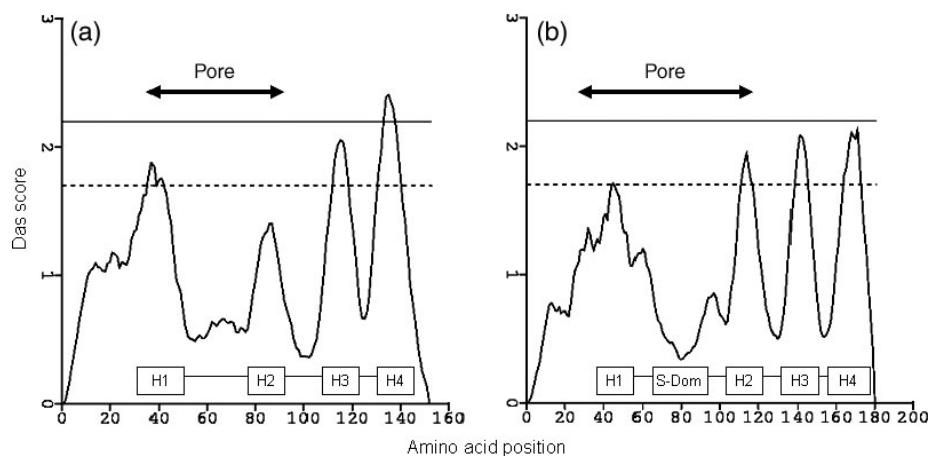 (a)
Pore
3
2
1
0
H1
H2
H3
H4
0 20 40 60 80 100 120 140 160
(b)
Pore
3
2
1
0
H1
S-Dom
H2
H3
H4
0 20 40 60 80 100 120 140 160 180 200
Das score
Amino acid position